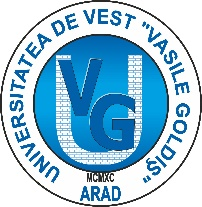 UNIVERSITATEA DE VEST "VASILE GOLDIŞ"
VG
U
MCMXC
ARAD